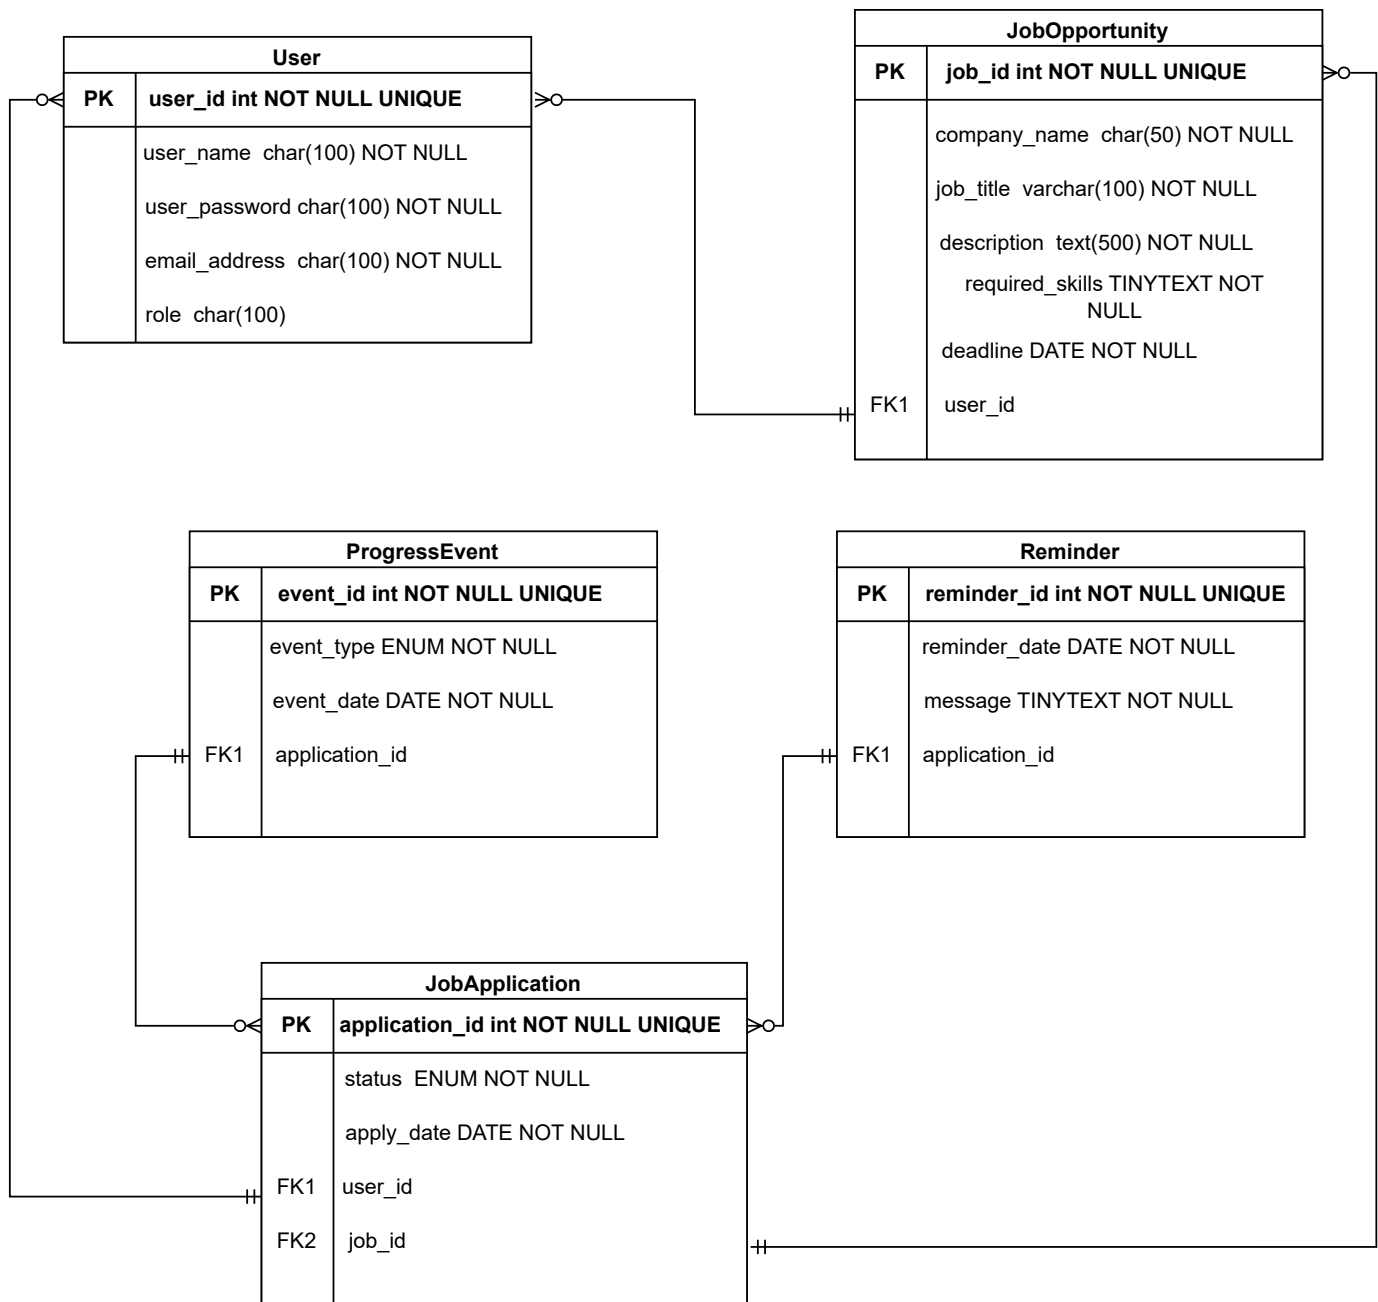 User
PK user_id int NOT NULL UNIQUE
user_name char(100) NOT NULL
user_password char(100) NOT NULL
email_address char(100) NOT NULL
role char(100)
JobOpportunity
PK job_id int NOT NULL UNIQUE
company_name char(50) NOT NULL
job_title varchar(100) NOT NULL
description text(500) NOT NULL
required_skills TINYTEXT NOT
NULL
deadline DATE NOT NULL
FK1 user_id
ProgressEvent
PK event_id int NOT NULL UNIQUE
event_type ENUM NOT NULL
event_date DATE NOT NULL
FK1 application_id
Reminder
PK reminder_id int NOT NULL UNIQUE
reminder_date DATE NOT NULL
message TINYTEXT NOT NULL
FK1 application_id
JobApplication
PK application_id int NOT NULL UNIQUE
status ENUM NOT NULL
apply_date DATE NOT NULL
FK1 user_id
FK2 job_id